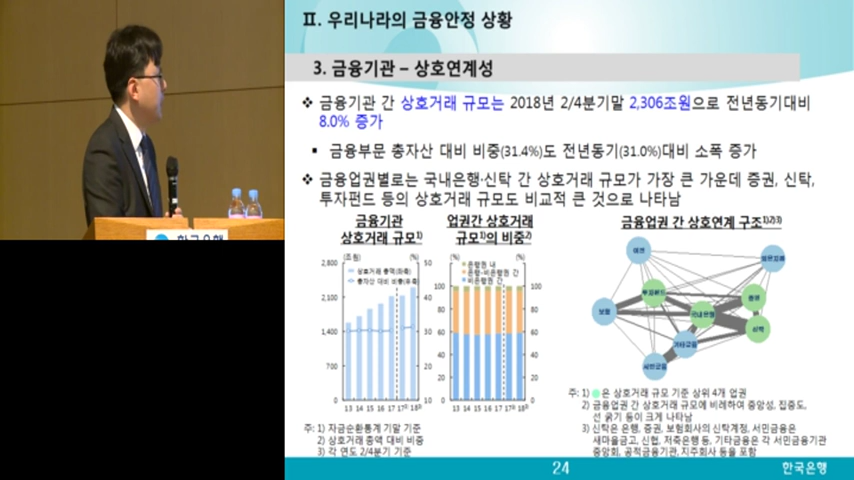 II. 우리나라의 금융안정 상황
3. 금융기관 – 상호연계성
❖ 금융기관 간 상호거래 규모는 2018년 2/4분기말 2,306조원으로 전년동기대비
8.0% 증가
▪ 금융부문 총자산 대비 비중(31.4%)도 전년동기(31.0%)대비 소폭 증가
❖ 금융업권별로는 국내은행·신탁 간 상호거래 규모가 가장 큰 가운데 증권, 신탁,
투자펀드 등의 상호거래 규모도 비교적 큰 것으로 나타남
금융기관
상호거래 규모1)
(조원) (%)
상호거래 총액(좌축)
총자산 대비 비중(우축)
2,800 50
2,100 40
1,400 30
700 20
0 10
13 14 15 16 17 173) 183)
업권간 상호거래
규모1)의 비중2)
(%) (%)
은행권 내
은행-비은행권 간
비은행권 간
100 100
80 80
60 60
40 40
20 20
0 0
13 14 15 16 17 173) 183)
주: 1) 자금순환통계 기말 기준
2) 상호거래 총액 대비 비중
3) 각 연도 2/4분기 기준
금융업권 간 상호연계 구조1)2)3)
여전
해외지주
투자펀드
증권
보험
국내은행
신탁
기타금융
서민금융
주: 1) 은 상호거래 규모 기준 상위 4개 업권
2) 금융업권 간 상호거래 규모에 비례하여 중앙성, 집중도,
선 굵기 등이 크게 나타남
3) 신탁은 은행, 증권, 보험회사의 신탁계정, 서민금융은
새마을금고, 신협, 저축은행 등, 기타금융은 각 서민금융기관
중앙회, 공적금융기관, 지주회사 등을 포함
24
한국은행
한국은행